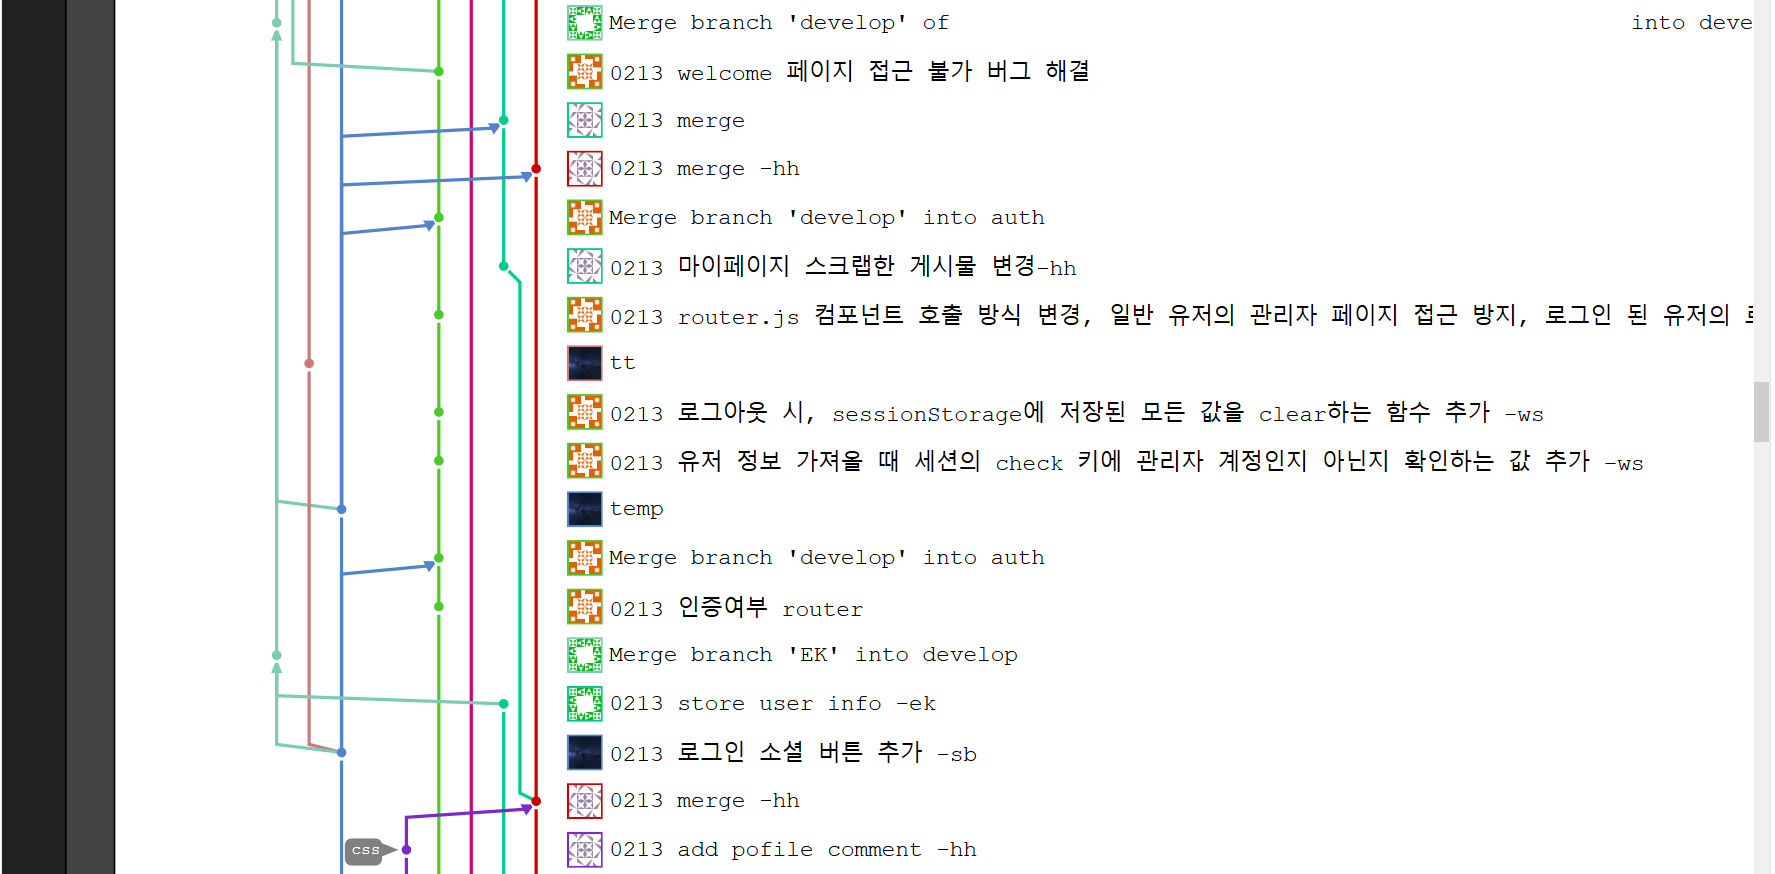 Merge branch 'develop' of into deve
0213 welcome 페이지 접근 불가 버그 해결
0213 merge
0213 merge -hh
Merge branch 'develop' into auth
0213 마이페이지 스크랩한 게시물 변경-hh
0213 router.js 컴포넌트 호출 방식 변경, 일반 유저의 관리자 페이지 접근 방지, 로그인 된 유저의
tt
0213 로그아웃 시, sessionStorage에 저장된 모든 값을 clear하는 함수 추가 -ws
0213 유저 정보 가져올 때 세션의 check 키에 관리자 계정인지 아닌지 확인하는 값 추가 -ws
temp
Merge branch 'develop' into auth
0213 인증여부 router
Merge branch 'EK' into develop
0213 store user info -ek
0213 로그인 소셜 버튼 추가 -sb
0213 merge -hh
css
0213 add pofile comment -hh